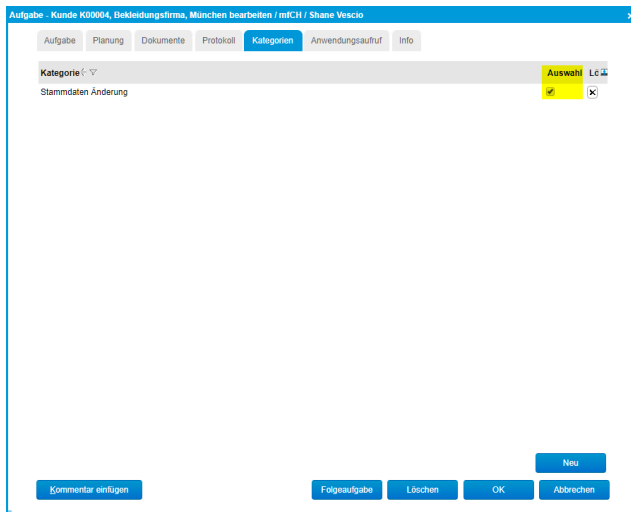 Aufgabe - Kunde K00004, Bekleidungsfirma, München bearbeiten / mfCH / Shane Vescio
Aufgabe Planung Dokumente Protokoll Kategorien Anwendungsaufruf Info
Kategorie Auswahl Lö
Stammdaten Änderung
Neu
Kommentar einfügen Folgeaufgabe Löschen OK Abbrechen